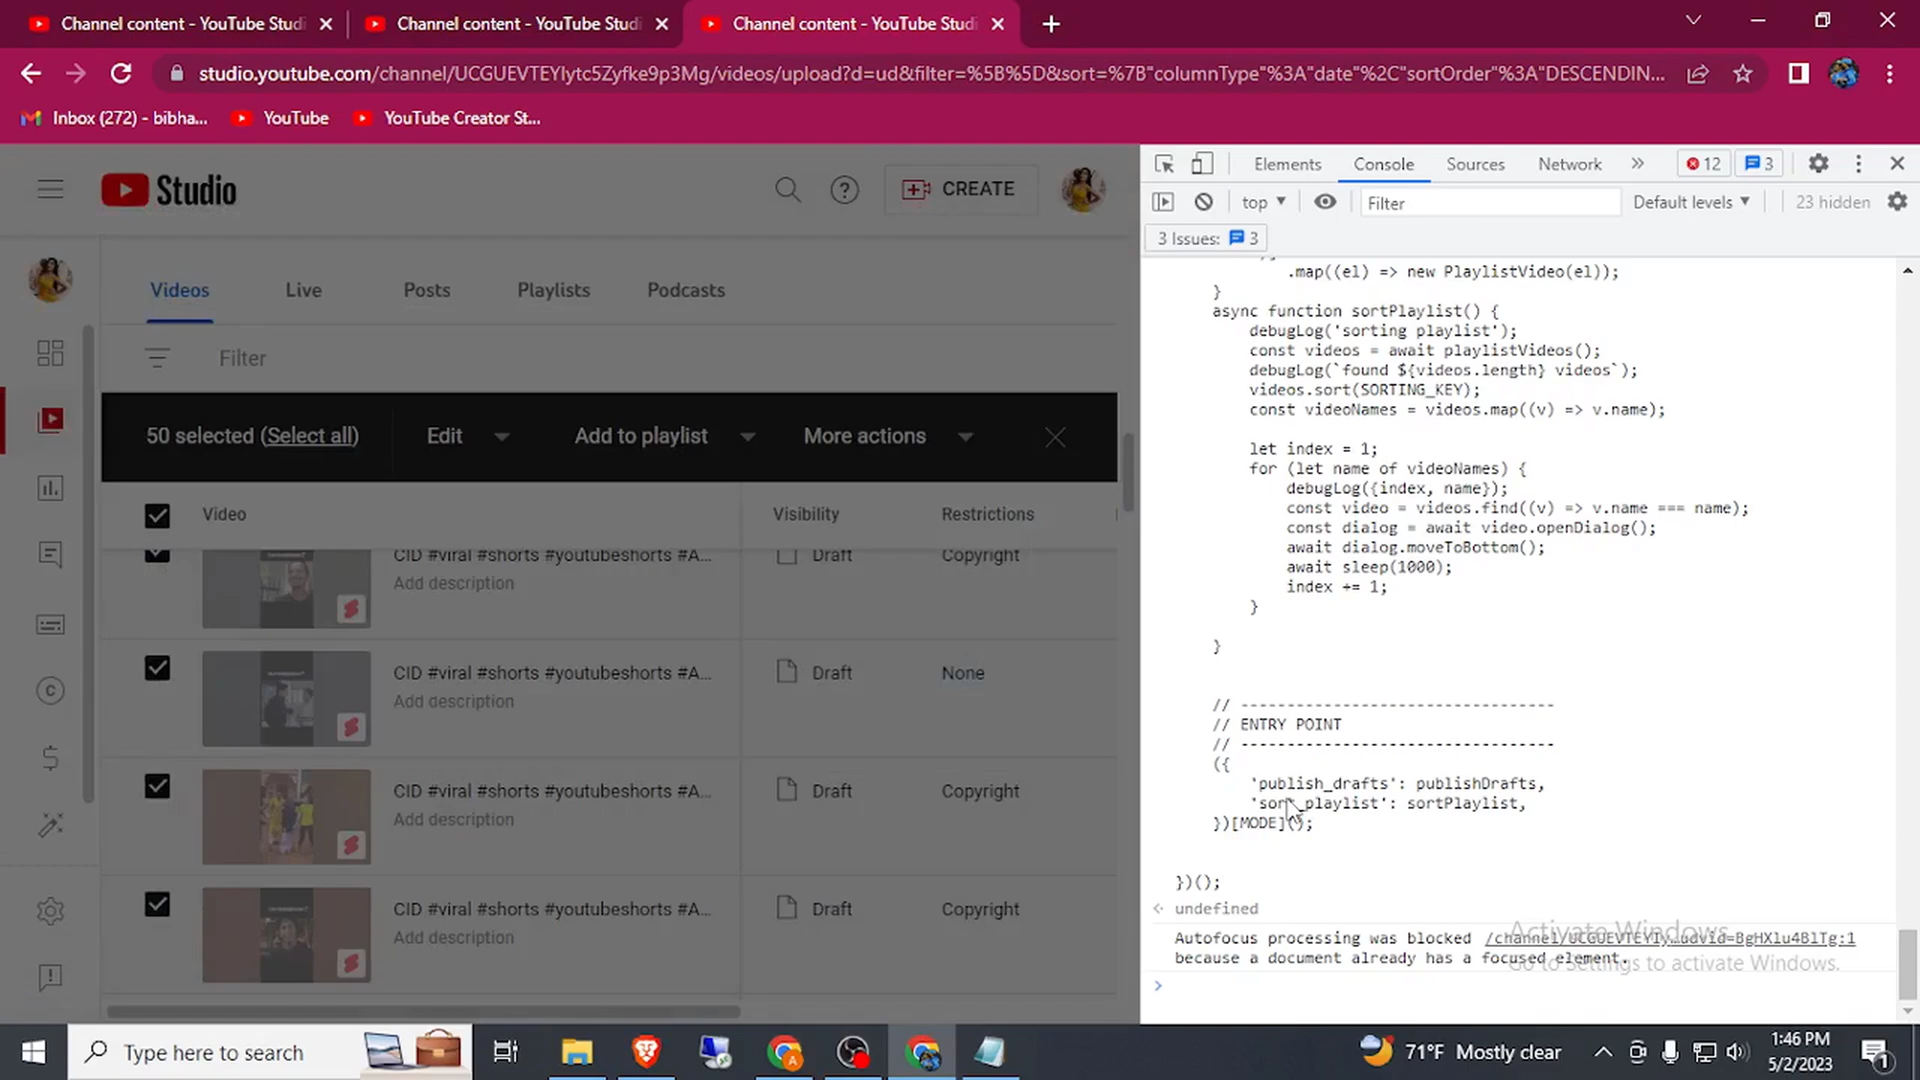 Channel content - YouTube Studi
Channel content - YouTube Studi
Channel content - YouTube Studi
studio.youtube.com/channel/UCGUEVTEYIytc5Zyfke9p3Mg/videos/upload?d=ud&filter=%5B%5D&sort=%7B"columnType"%3A"date"%2C"sortOrder"%3A"DESCENDIN...
Inbox (272) - bibha...
YouTube
YouTube Creator St...
Studio
CREATE
Videos
Live
Posts
Playlists
Podcasts
Filter
50 selected (Select all)
Edit
Add to playlist
More actions
Video
Visibility
Restrictions
CID #viral #shorts #youtubeshorts #A...
Add description
Draft
Copyright
CID #viral #shorts #youtubeshorts #A...
Add description
Draft
None
CID #viral #shorts #youtubeshorts #A...
Add description
Draft
Copyright
CID #viral #shorts #youtubeshorts #A...
Add description
Draft
Copyright
Elements
Console
Sources
Network
12
3
top
Filter
Default levels
23 hidden
3 Issues: 3
.map((el) => new PlaylistVideo(el));
}
async function sortPlaylist() {
debugLog('sorting playlist');
const videos = await playlistVideos();
debugLog(`found ${videos.length} videos`);
videos.sort(SORTING_KEY);
const videoNames = videos.map((v) => v.name);
let index = 1;
for (let name of videoNames) {
debugLog({index, name});
const video = videos.find((v) => v.name === name);
const dialog = await video.openDialog();
await dialog.moveToBottom();
await sleep(1000);
index += 1;
}
}
// ----------------------------------
// ENTRY POINT
// ----------------------------------
({
'publish_drafts': publishDrafts,
'sort_playlist': sortPlaylist,
})[MODE]();
})();
undefined
Autofocus processing was blocked /channel/UCGUEVTEYIy…udvid=BgHXlu4BlTg:1
because a document already has a focused element.
Activate Windows
Go to Settings to activate Windows.
Type here to search
71°F Mostly clear
1:46 PM
5/2/2023
1